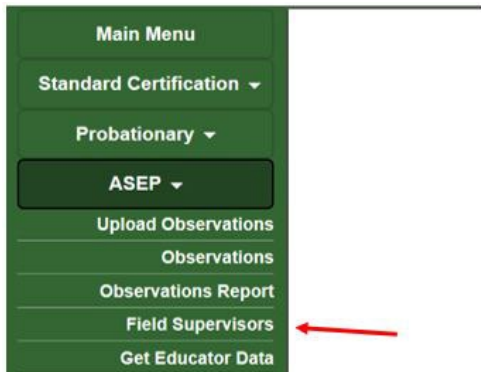 Main Menu
Standard Certification
Probationary
ASEP
Upload Observations
Observations
Observations Report
Field Supervisors
Get Educator Data